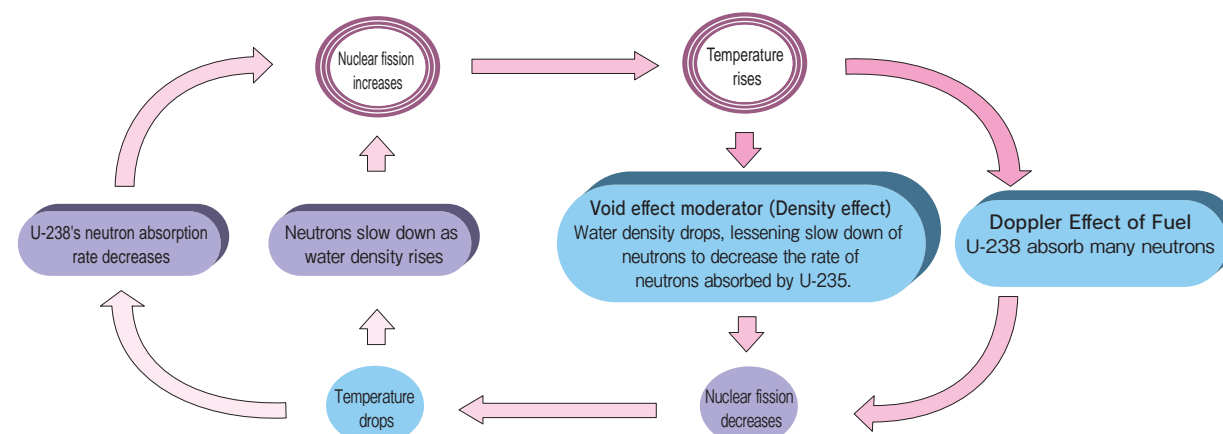 Nuclear fission
increases
Temperature
rises
U-238's neutron absorption
rate decreases
Neutrons slow down as
water density rises
Void effect moderator (Density effect)
Water density drops, lessening slow down of
neutrons to decrease the rate of
neutrons absorbed by U-235.
Doppler Effect of Fuel
U-238 absorb many neutrons
Temperature
drops
Nuclear fission
decreases